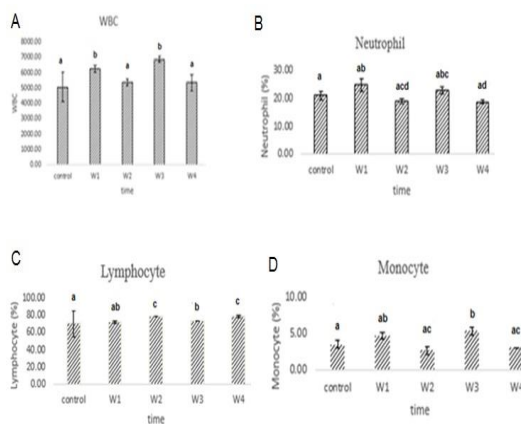 A
WBC
8000.00
7000.00
6000.00
5000.00
4000.00
3000.00
2000.00
1000.00
0.00
WBC
a b a b a
control W1 W2 W3 W4
time
B
Neutrophil
30.00
20.00
10.00
0.00
Neutrophil (%)
a ab acd abc ad
control W1 W2 W3 W4
time
C
Lymphocyte
100.00
80.00
60.00
40.00
20.00
0.00
Lymphocyte (%)
a ab c b c
control W1 W2 W3 W4
time
D
Monocyte
10.00
5.00
0.00
Monocyte (%)
a ab ac b ac
control W1 W2 W3 W4
time